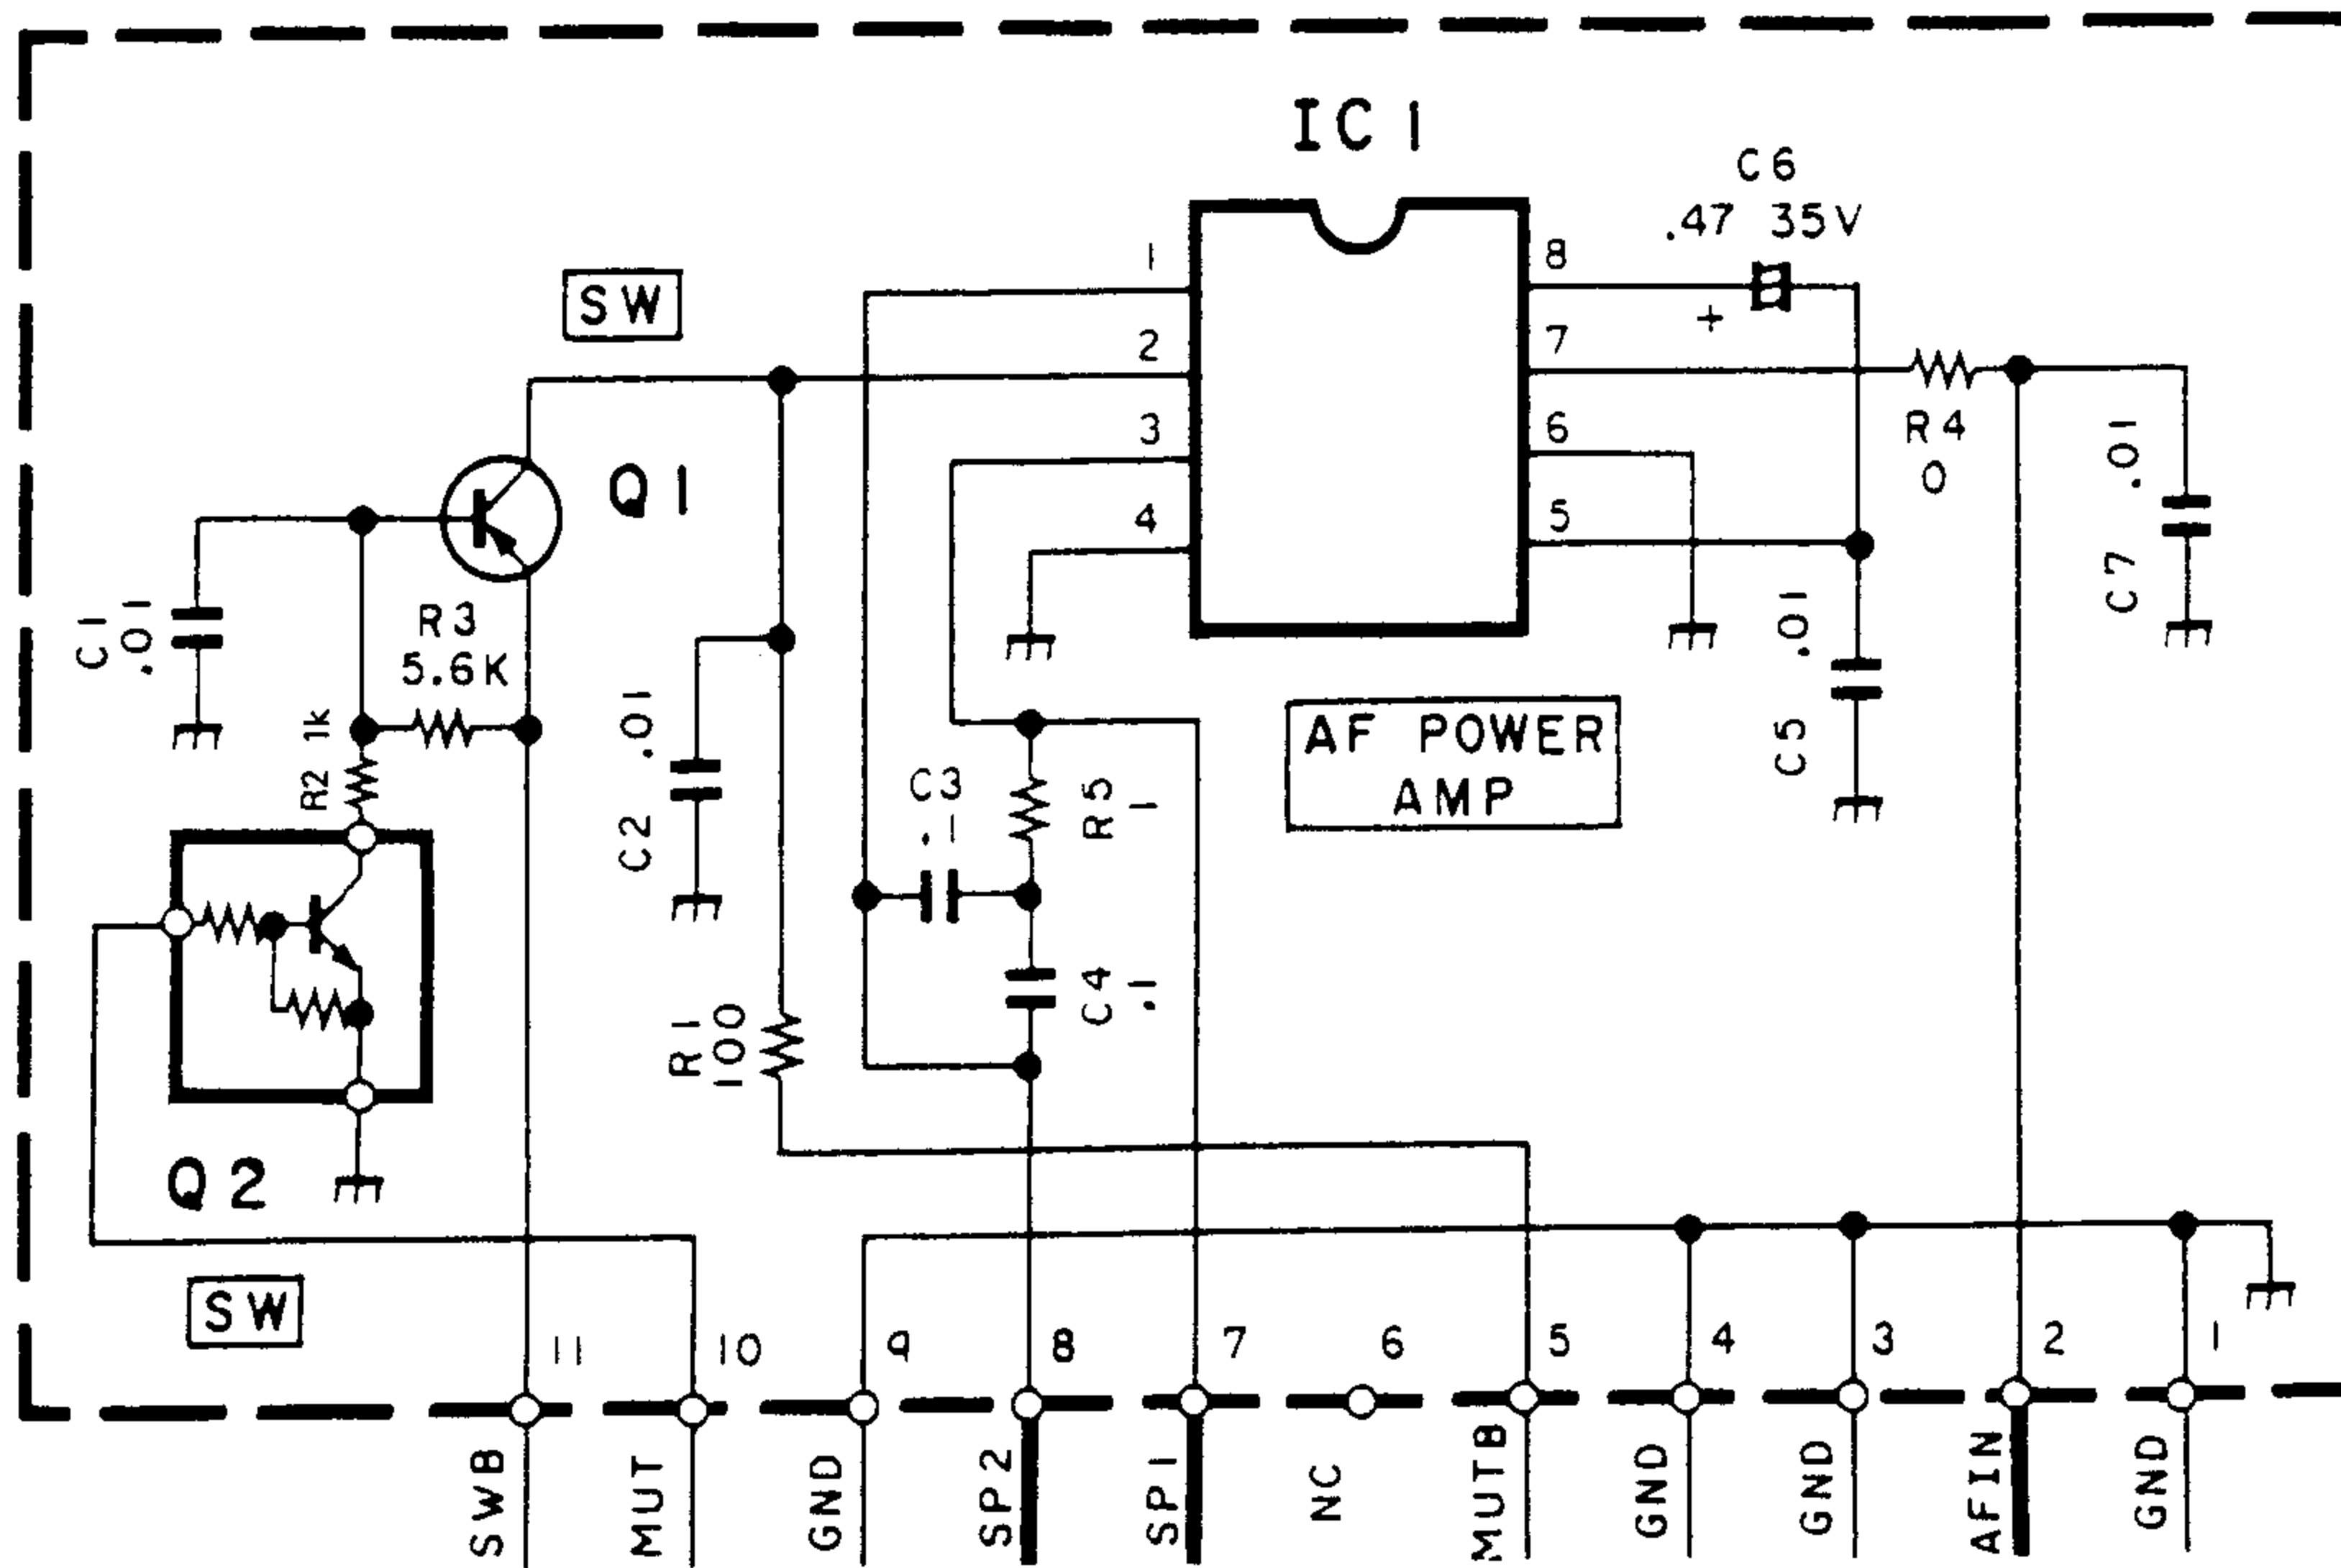 IC1
C6
.47 35V
+
SW
1
2
3
4
8
7
6
5
R4
0
.01
C7
Q1
C1
.01
R3
5.6K
R2 1k
C2 .01
C3
.1
R5
1
C4
.1
AF POWER
AMP
C5 .01
R1
100
Q2
SW
11
10
9
8
7
6
5
4
3
2
1
SWB
MUT
GND
SP2
SP1
NC
MUTB
GND
GND
AFIN
GND